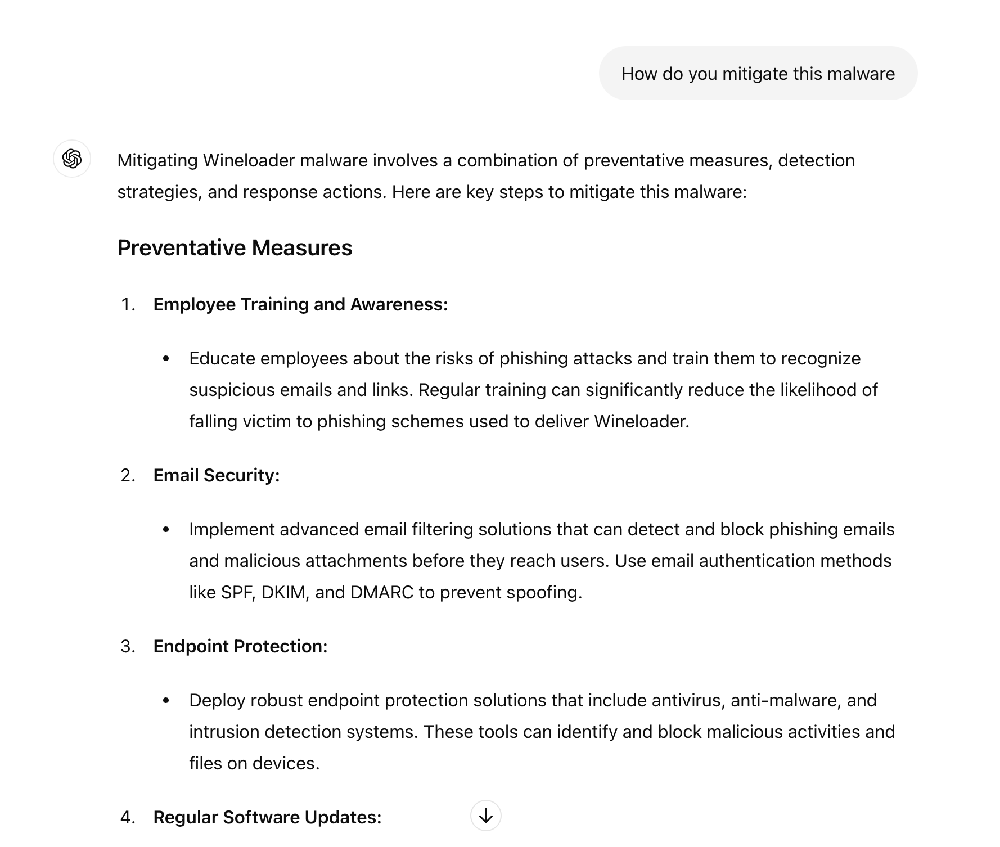 How do you mitigate this malware
Mitigating Wineloader malware involves a combination of preventative measures, detection
strategies, and response actions. Here are key steps to mitigate this malware:
Preventative Measures
1. Employee Training and Awareness:
• Educate employees about the risks of phishing attacks and train them to recognize
suspicious emails and links. Regular training can significantly reduce the likelihood of
falling victim to phishing schemes used to deliver Wineloader.
2. Email Security:
• Implement advanced email filtering solutions that can detect and block phishing emails
and malicious attachments before they reach users. Use email authentication methods
like SPF, DKIM, and DMARC to prevent spoofing.
3. Endpoint Protection:
• Deploy robust endpoint protection solutions that include antivirus, anti-malware, and
intrusion detection systems. These tools can identify and block malicious activities and
files on devices.
4. Regular Software Updates: